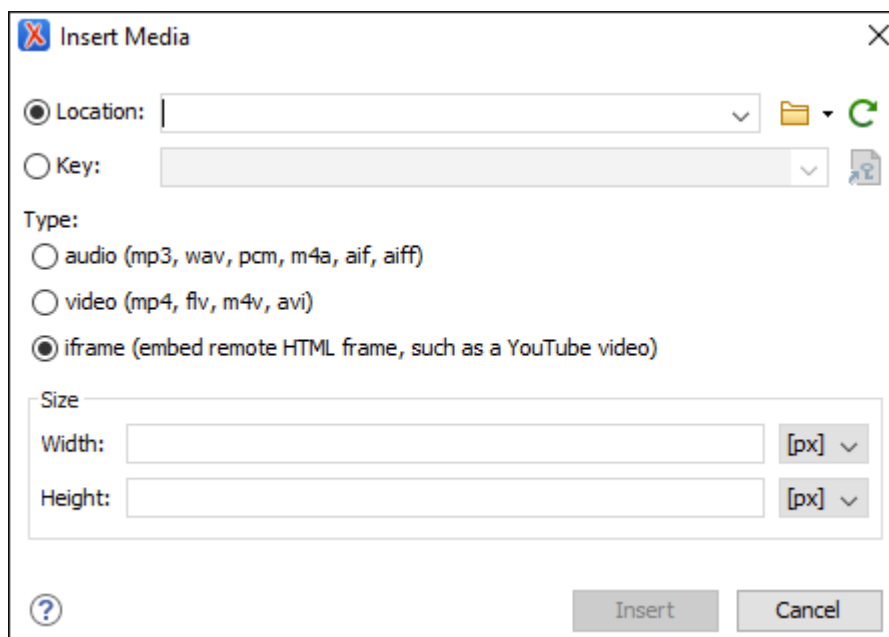 Insert Media
Location:
Key:
Type:
audio (mp3, wav, pcm, m4a, aif, aiff)
video (mp4, flv, m4v, avi)
iframe (embed remote HTML frame, such as a YouTube video)
Size
Width: [px]
Height: [px]
? Insert Cancel